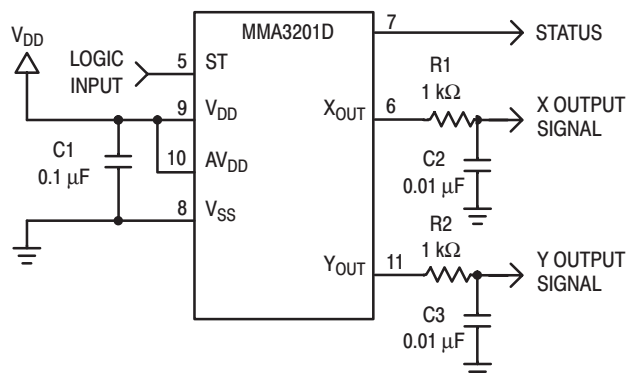 MMA3201D
V_DD
LOGIC
INPUT
5
ST
9
V_DD
10
AV_DD
8
V_SS
C1
0.1 μF
7
STATUS
X_OUT
6
R1
1 kΩ
X OUTPUT
SIGNAL
C2
0.01 μF
Y_OUT
11
R2
1 kΩ
Y OUTPUT
SIGNAL
C3
0.01 μF